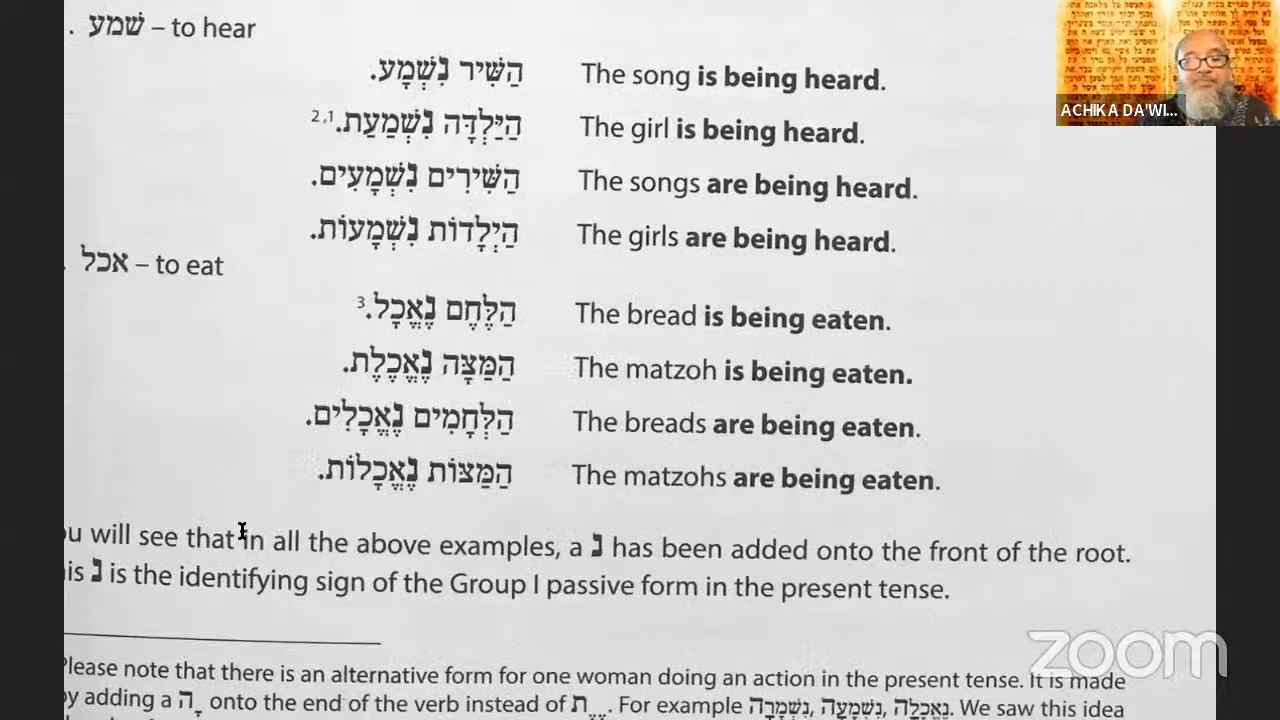 . שמע – to hear
הַשִּׁיר נִשְׁמָע. The song is being heard.
הַיַּלְדָּה נִשְׁמַעַת.2,1 The girl is being heard.
הַשִּׁירִים נִשְׁמָעִים. The songs are being heard.
הַיְלָדוֹת נִשְׁמָעוֹת. The girls are being heard.
. אכל – to eat
הַלֶּחֶם נֶאֱכָל.3 The bread is being eaten.
הַמַּצָּה נֶאֱכֶלֶת. The matzoh is being eaten.
הַלְּחָמִים נֶאֱכָלִים. The breads are being eaten.
הַמַּצּוֹת נֶאֱכָלוֹת. The matzohs are being eaten.
ou will see that in all the above examples, a נ has been added onto the front of the root.
is נ is the identifying sign of the Group I passive form in the present tense.
Please note that there is an alternative form for one woman doing an action in the present tense. It is made
by adding a ָה onto the end of the verb instead of ֶֶת. For example נִשְׁמָרָה, נִשְׁמָעָה, נֶאֱכָלָה. We saw this idea
ACHIKA DA'WI...
zoom